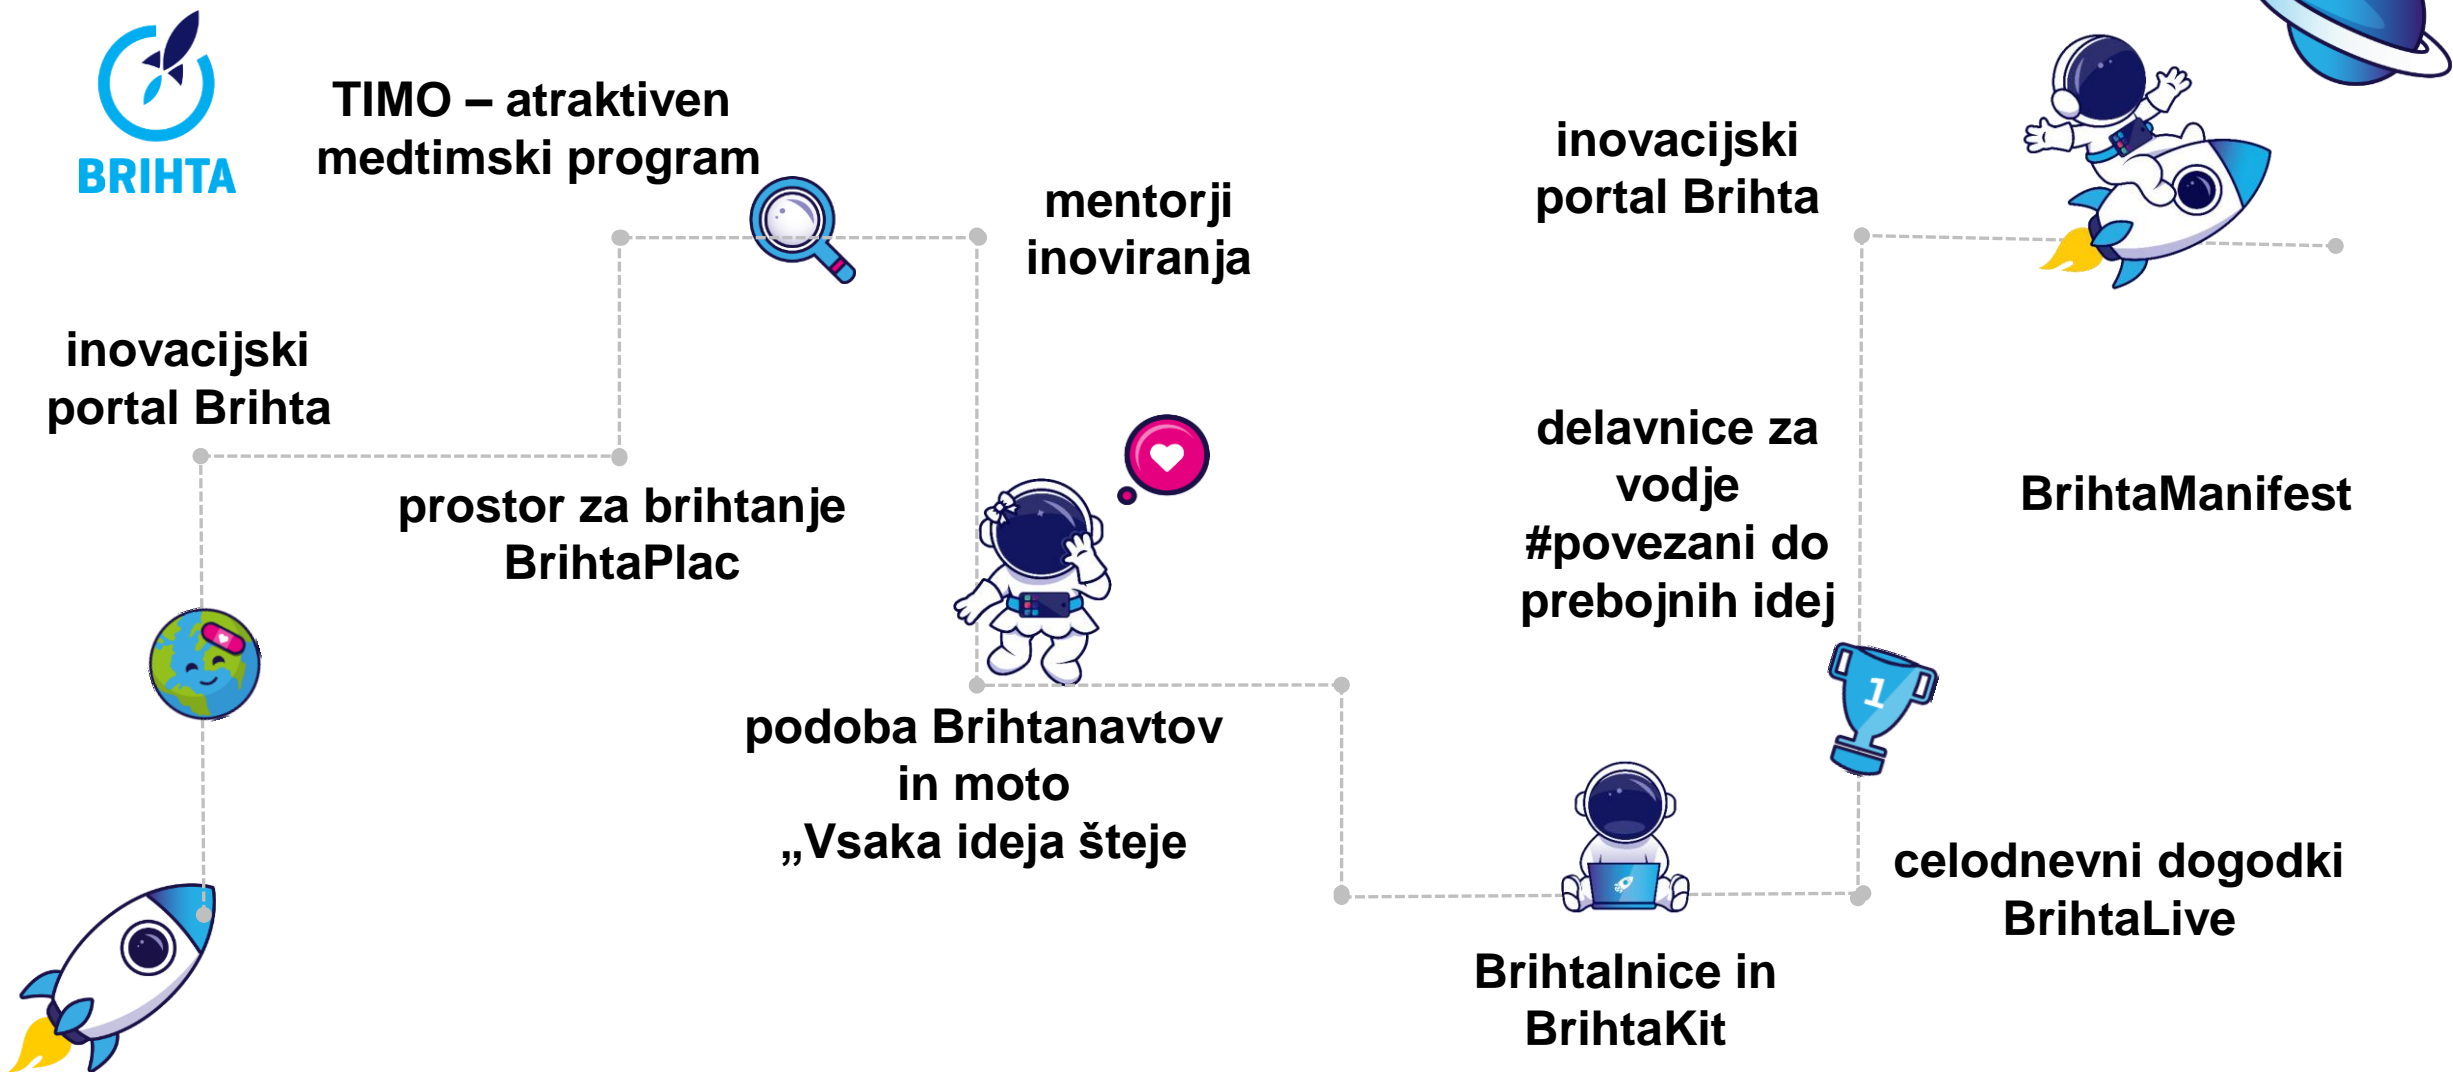 BRIHTA
TIMO – atraktiven
medtimski program
mentorji
inoviranja
inovacijski
portal Brihta
inovacijski
portal Brihta
prostor za brihtanje
BrihtaPlac
delavnice za
vodje
#povezani do
prebojnih idej
BrihtaManifest
podoba Brihtanavtov
in moto
„Vsaka ideja šteje
1
celodnevni dogodki
BrihtaLive
Brihtalnice in
BrihtaKit